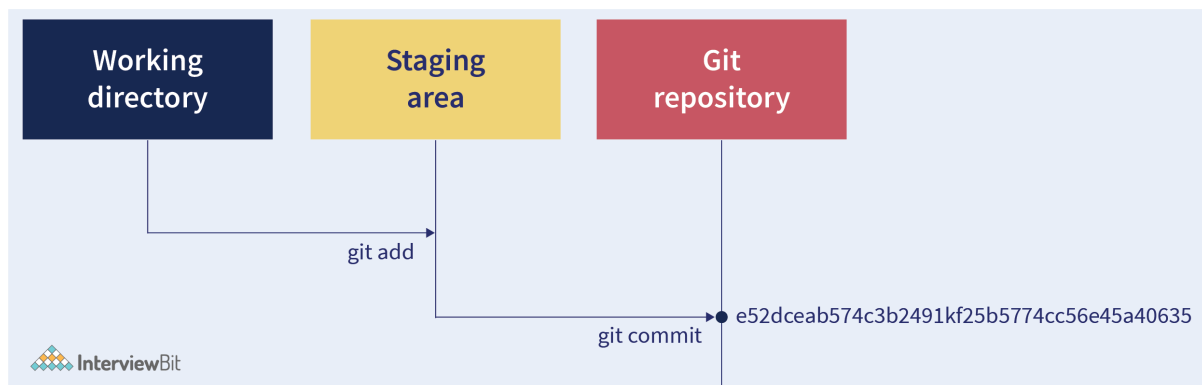 Working
directory
Staging
area
Git
repository
git add
e52dceab574c3b2491kf25b5774cc56e45a40635
git commit
InterviewBit